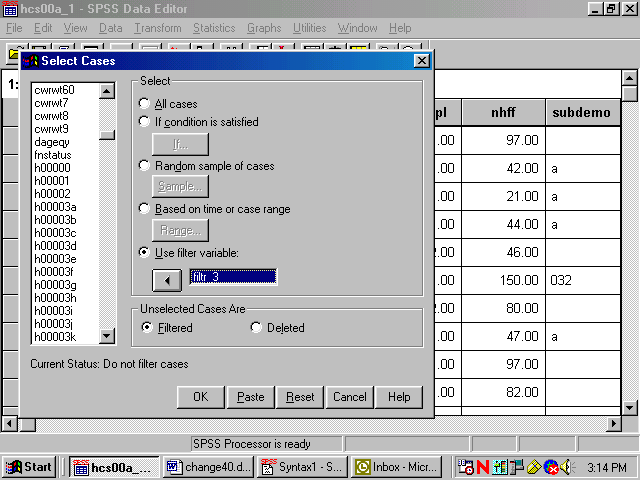 hcs00a_1 - SPSS Data Editor
File Edit View Data Transform Statistics Graphs Utilities Window Help
Select Cases
1:
cwrwt60
cwrwt7
cwrwt8
cwrwt9
dageqy
fnstatus
h00000
h00001
h00002
h00003a
h00003b
h00003c
h00003d
h00003e
h00003f
h00003g
h00003h
h00003i
h00003j
h00003k
Select
All cases
If condition is satisfied
If...
Random sample of cases
Sample...
Based on time or case range
Range...
Use filter variable:
filtr_3
Unselected Cases Are
Filtered Deleted
Current Status: Do not filter cases
OK Paste Reset Cancel Help
pl nhff subdemo
.00 97.00
.00 42.00 a
.00 21.00 a
.00 44.00 a
2.00 46.00
.00 150.00 032
2.00 80.00
.00 47.00 a
.00 97.00
.00 82.00
SPSS Processor is ready
Start hcs00a_... change40.d... Syntax1 - S... Inbox - Micr... 3:14 PM